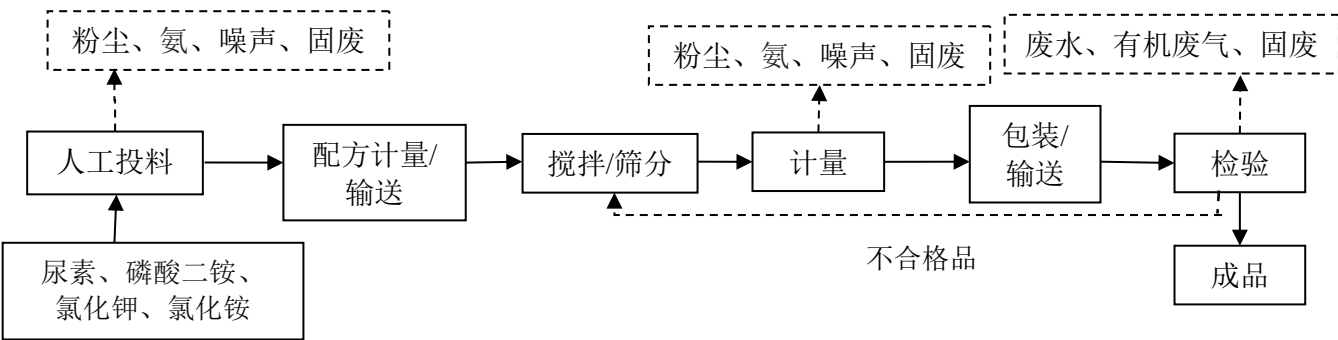 粉尘、氨、噪声、固废
粉尘、氨、噪声、固废
废水、有机废气、固废
人工投料
配方计量/
输送
搅拌/筛分
计量
包装/
输送
检验
不合格品
成品
尿素、磷酸二铵、
氯化钾、氯化铵